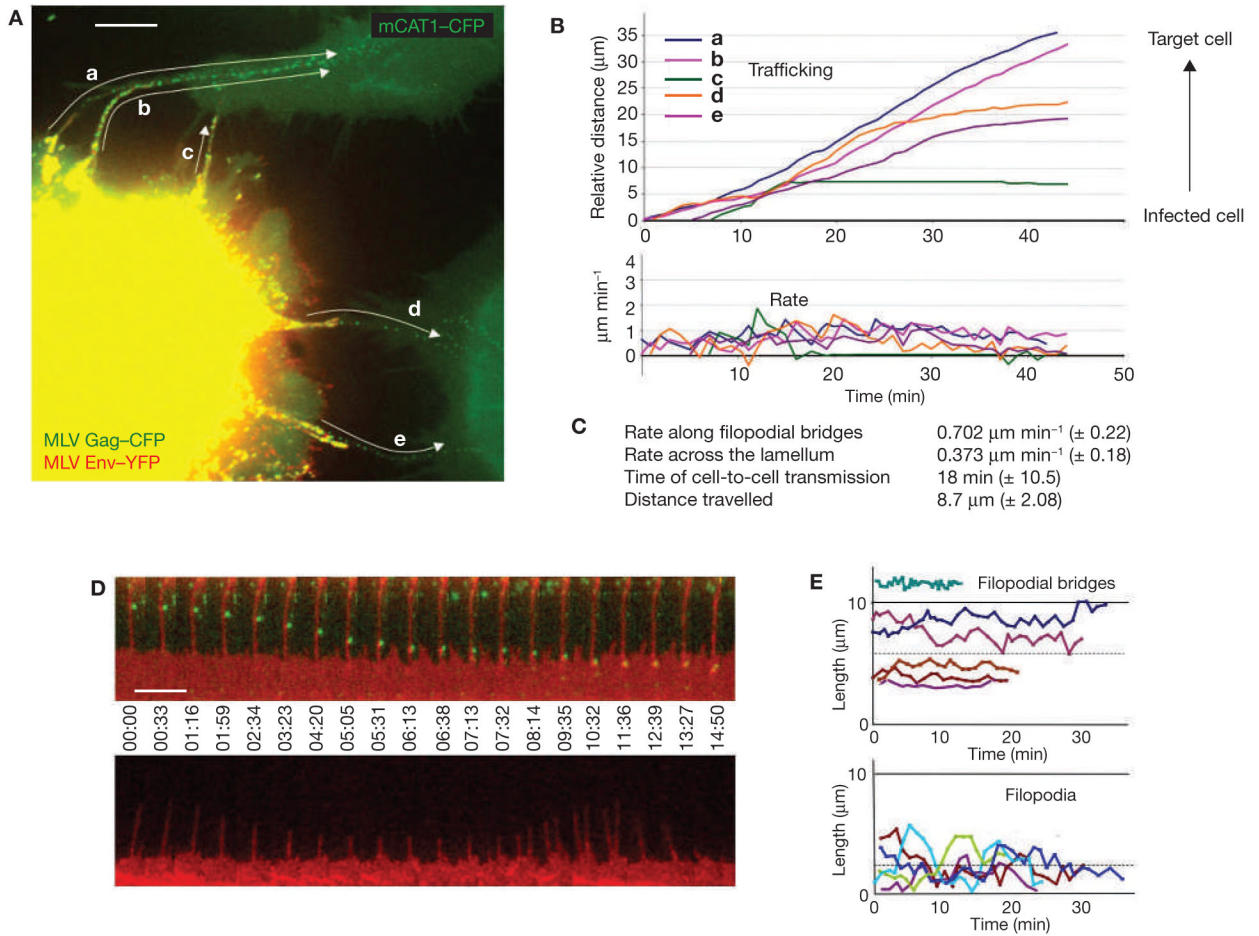 A
mCAT1–CFP
a
b
c
d
e
MLV Gag–CFP
MLV Env–YFP
B
Relative distance (µm)
35
30
25
20
15
10
5
0
a
b
c
d
e
Trafficking
0
10
20
30
40
Target cell
Infected cell
µm min⁻¹
4
3
2
1
0
Rate
10
20
30
40
50
Time (min)
C
Rate along filopodial bridges 0.702 µm min⁻¹ (± 0.22)
Rate across the lamellum 0.373 µm min⁻¹ (± 0.18)
Time of cell-to-cell transmission 18 min (± 10.5)
Distance travelled 8.7 µm (± 2.08)
D
00:00
00:33
01:16
01:59
02:34
03:23
04:20
05:05
05:31
06:13
06:38
07:13
07:32
08:14
09:35
10:32
11:36
12:39
13:27
14:50
E
Filopodial bridges
Length (µm)
10
0
0
10
20
30
Time (min)
Filopodia
Length (µm)
10
0
0
10
20
30
Time (min)